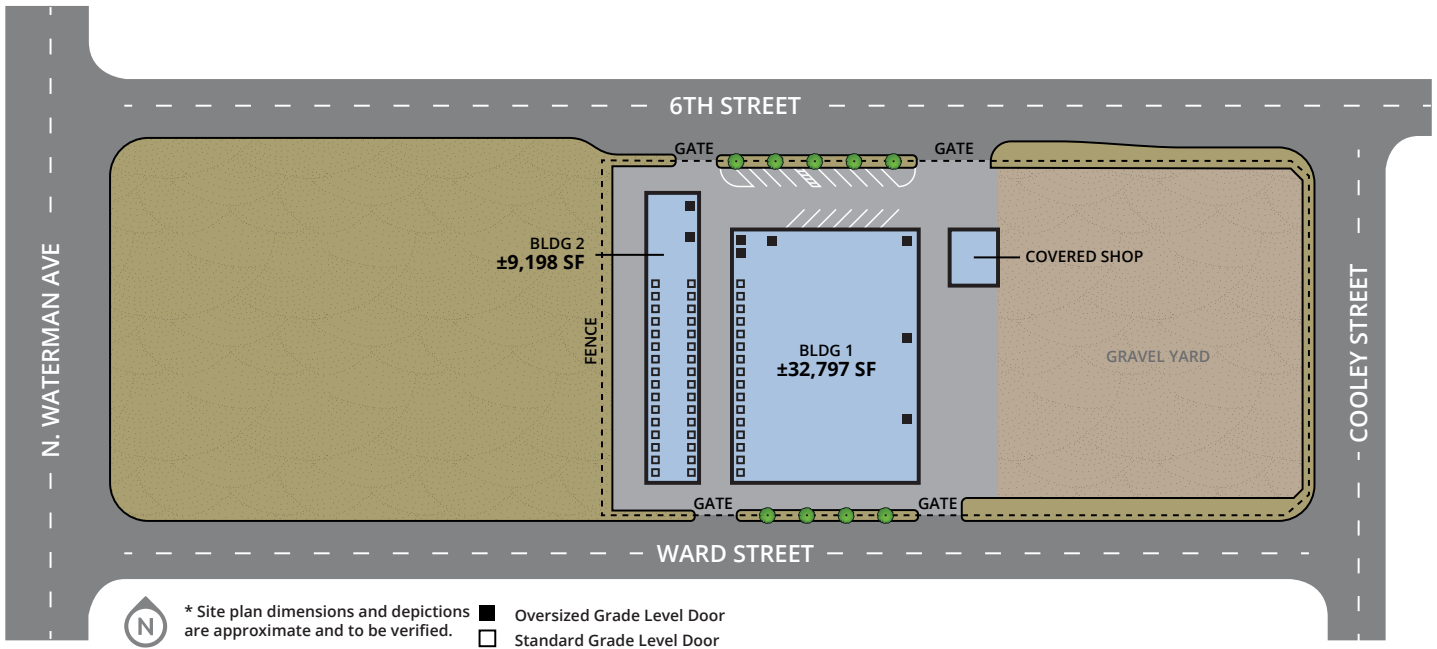 6TH STREET
GATE
GATE
N. WATERMAN AVE
BLDG 2
±9,198 SF
COVERED SHOP
FENCE
BLDG 1
±32,797 SF
GRAVEL YARD
COOLEY STREET
GATE
GATE
WARD STREET
N
* Site plan dimensions and depictions
are approximate and to be verified.
Oversized Grade Level Door
Standard Grade Level Door